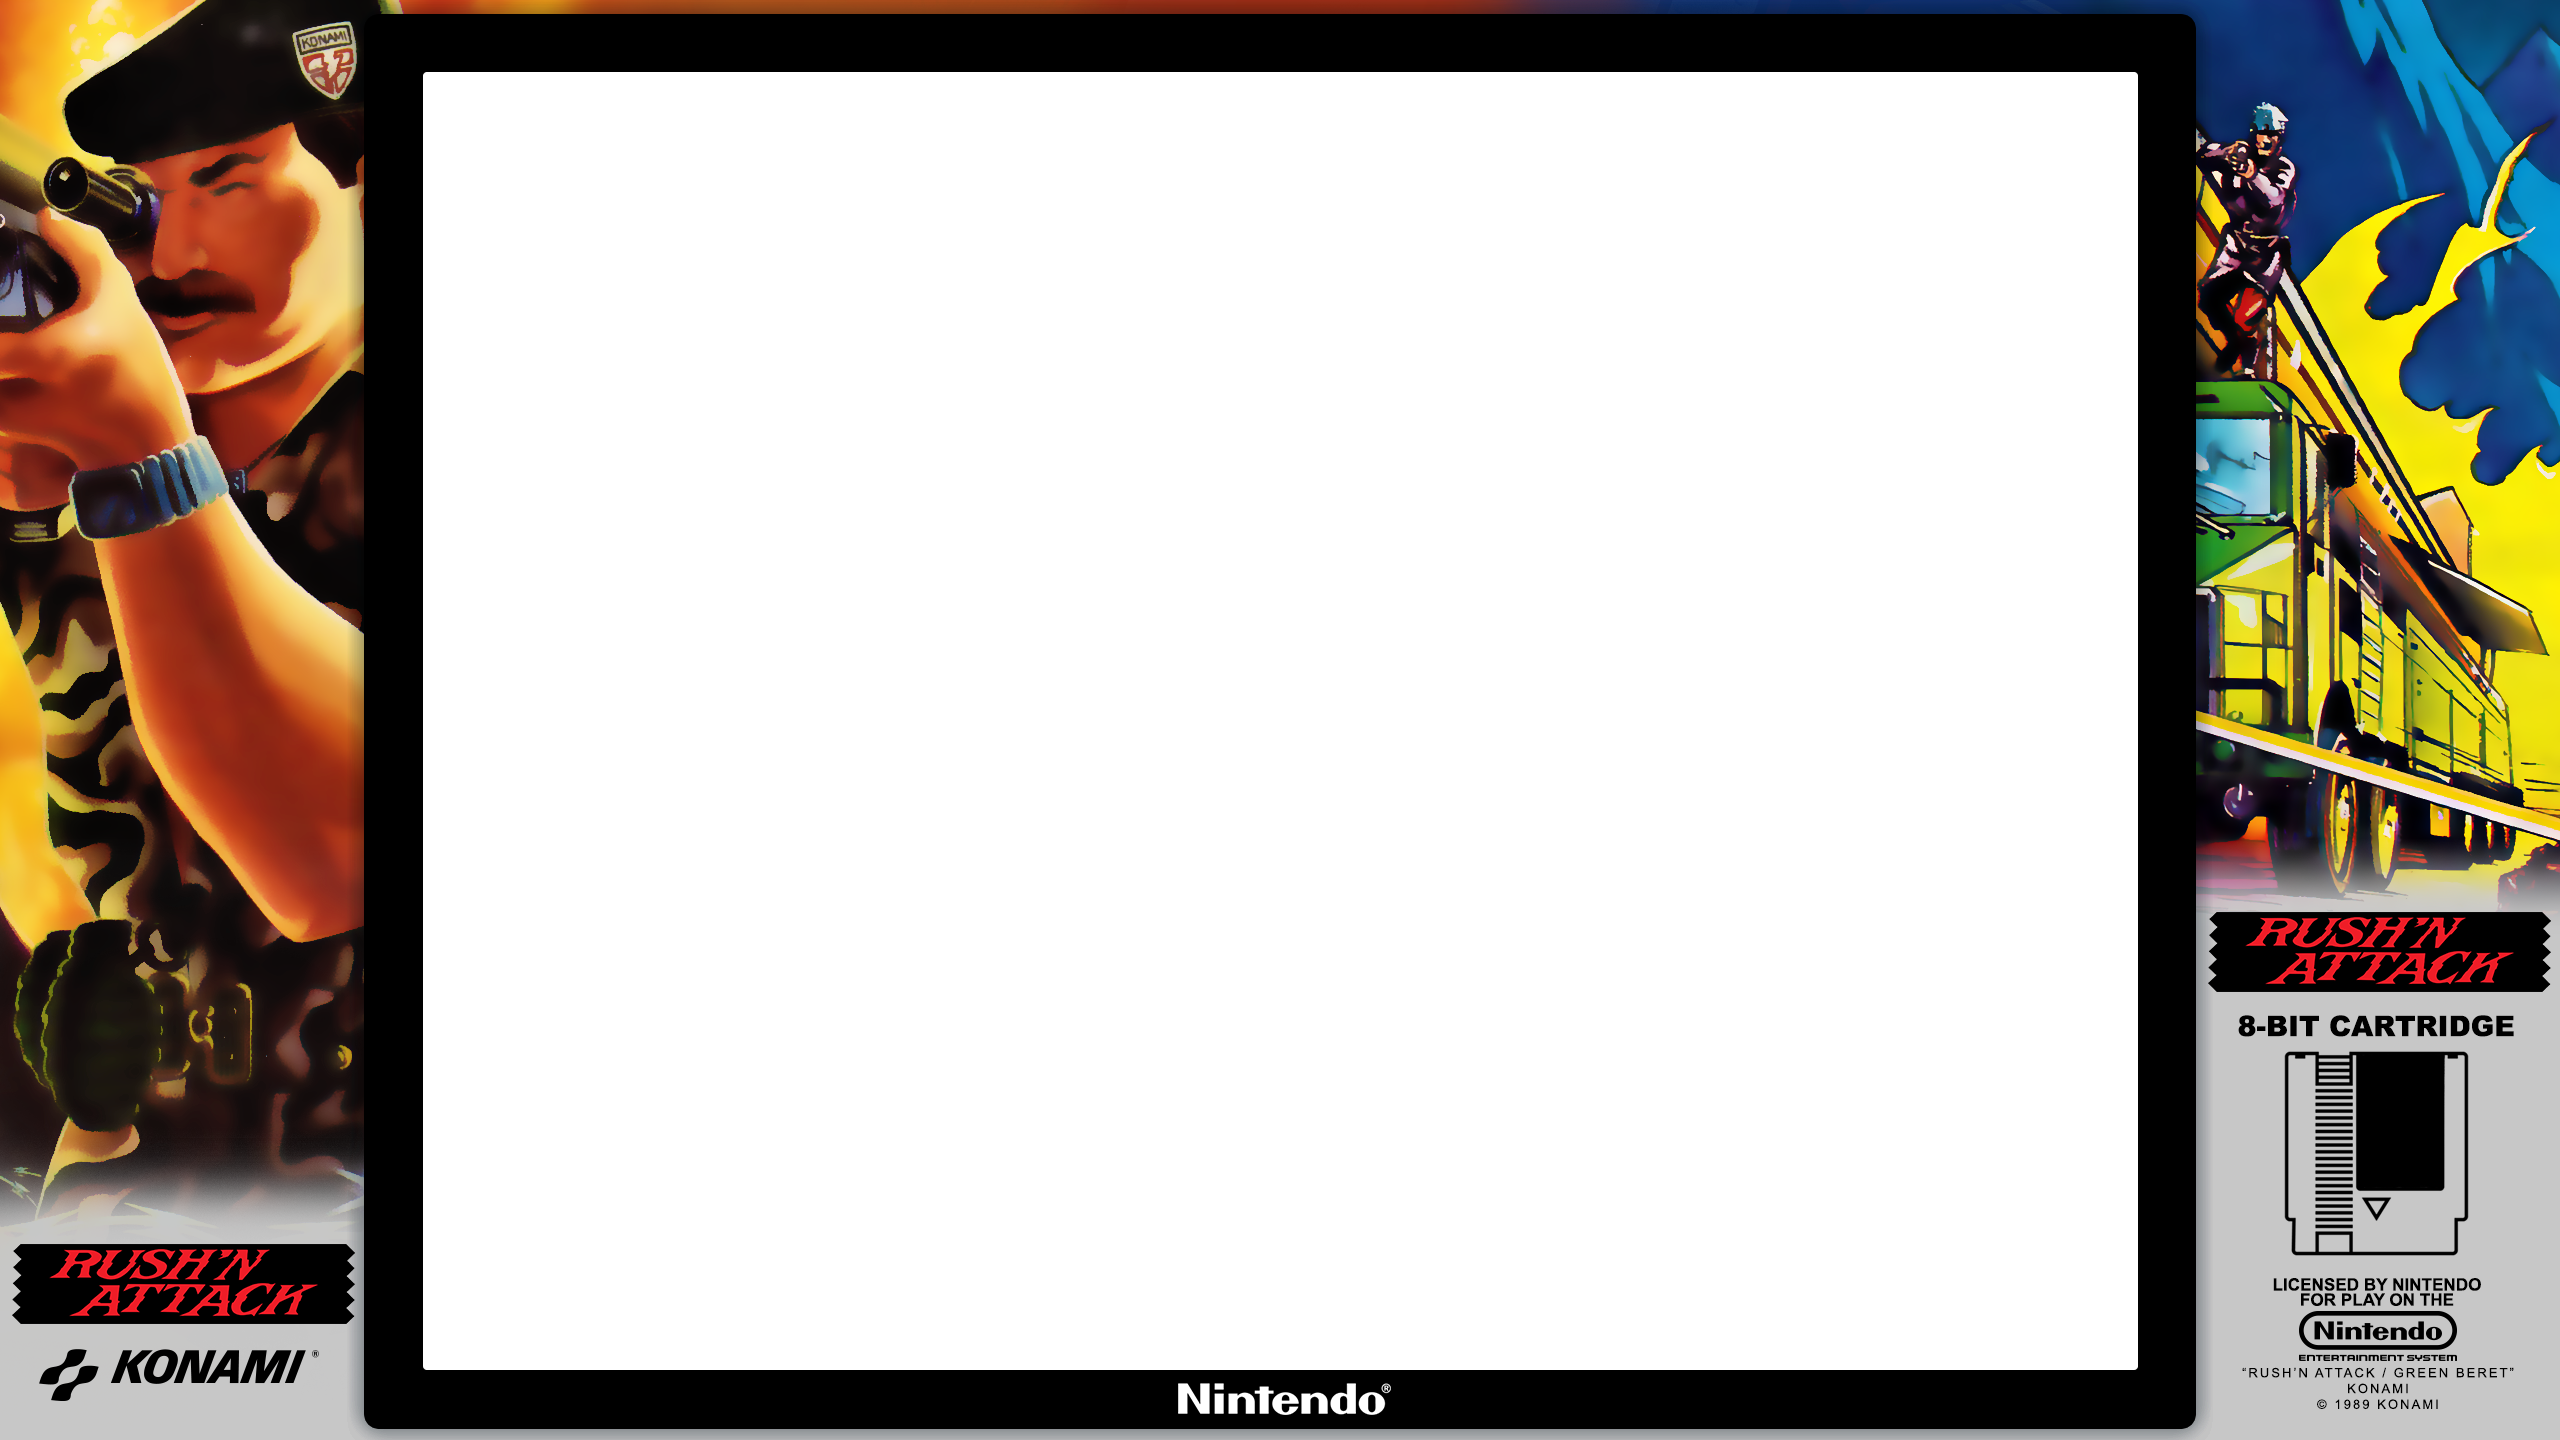 KONAMI
RUSH'N
ATTACK
KONAMI®
Nintendo®
RUSH'N
ATTACK
8-BIT CARTRIDGE
LICENSED BY NINTENDO
FOR PLAY ON THE
Nintendo
ENTERTAINMENT SYSTEM
“RUSH’N ATTACK / GREEN BERET”
KONAMI
© 1989 KONAMI